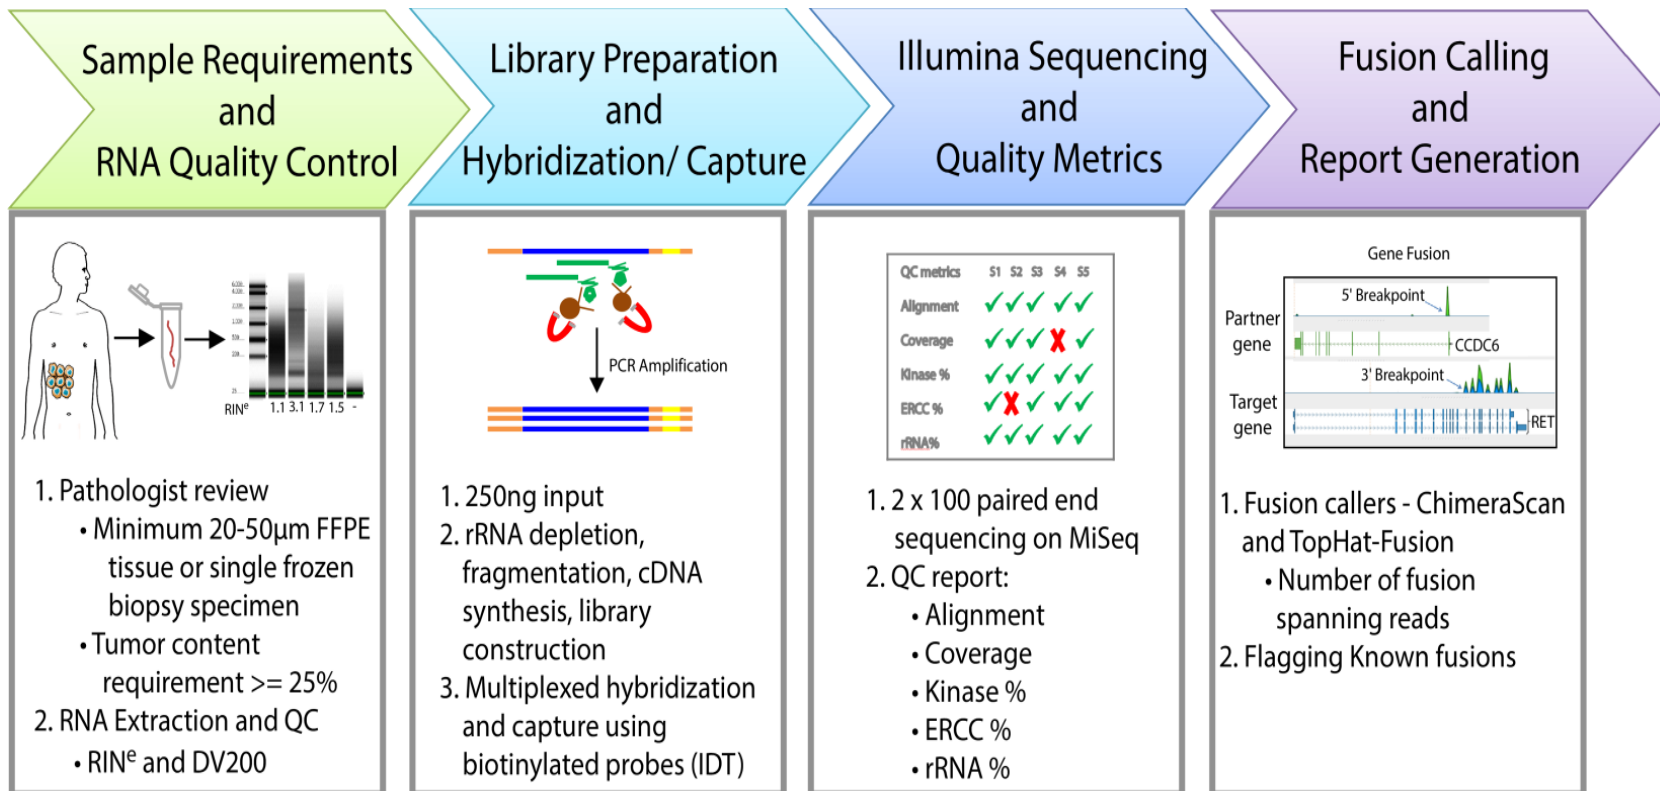 Sample Requirements
and
RNA Quality Control
Library Preparation
and
Hybridization/ Capture
Illumina Sequencing
and
Quality Metrics
Fusion Calling
and
Report Generation
RINe 1.1 3.1 1.7 1.5 -
1. Pathologist review
• Minimum 20-50µm FFPE
tissue or single frozen
biopsy specimen
• Tumor content
requirement >= 25%
2. RNA Extraction and QC
• RINe and DV200
PCR Amplification
1. 250ng input
2. rRNA depletion,
fragmentation, cDNA
synthesis, library
construction
3. Multiplexed hybridization
and capture using
biotinylated probes (IDT)
QC metrics S1 S2 S3 S4 S5
Alignment ✓ ✓ ✓ ✓ ✓
Coverage ✓ ✓ ✓ ✗ ✓
Kinase % ✓ ✓ ✓ ✓ ✓
ERCC % ✓ ✗ ✓ ✓ ✓
rRNA% ✓ ✓ ✓ ✓ ✓
1. 2 x 100 paired end
sequencing on MiSeq
2. QC report:
• Alignment
• Coverage
• Kinase %
• ERCC %
• rRNA %
Gene Fusion
5' Breakpoint
Partner
gene
CCDC6
3' Breakpoint
Target
gene
RET
1. Fusion callers - ChimeraScan
and TopHat-Fusion
• Number of fusion
spanning reads
2. Flagging Known fusions